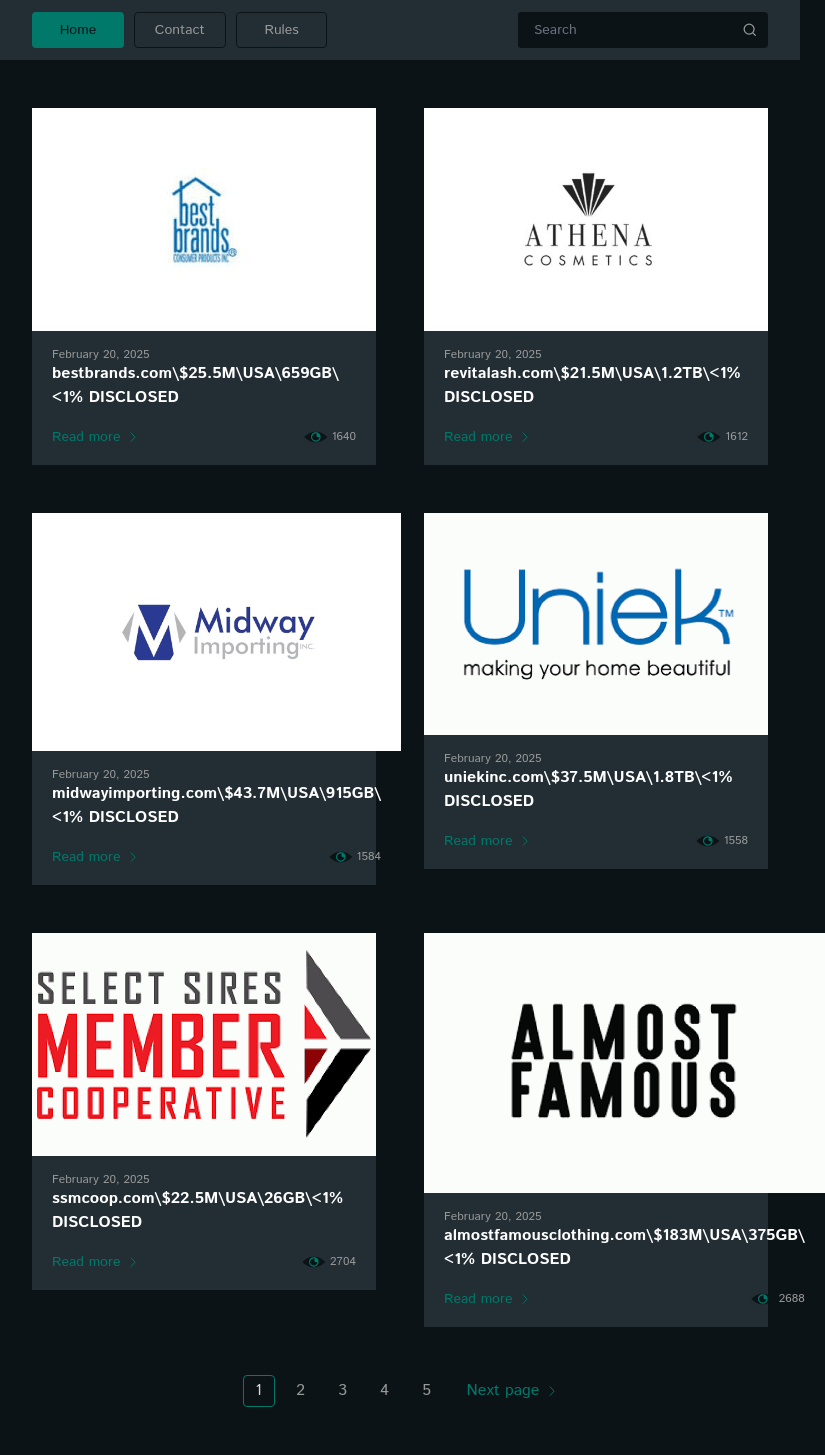 Home Contact Rules Search
best
brands®
CONSUMER PRODUCTS INC
February 20, 2025
bestbrands.com\$25.5M\USA\659GB\
<1% DISCLOSED
Read more 1640
ATHENA
COSMETICS
February 20, 2025
revitalash.com\$21.5M\USA\1.2TB\<1%
DISCLOSED
Read more 1612
Midway
Importing INC.
February 20, 2025
midwayimporting.com\$43.7M\USA\915GB\
<1% DISCLOSED
Read more 1584
Uniek™
making your home beautiful
February 20, 2025
uniekinc.com\$37.5M\USA\1.8TB\<1%
DISCLOSED
Read more 1558
SELECT SIRES
MEMBER
COOPERATIVE
February 20, 2025
ssmcoop.com\$22.5M\USA\26GB\<1%
DISCLOSED
Read more 2704
ALMOST
FAMOUS
February 20, 2025
almostfamousclothing.com\$183M\USA\375GB\
<1% DISCLOSED
Read more 2688
1 2 3 4 5 Next page